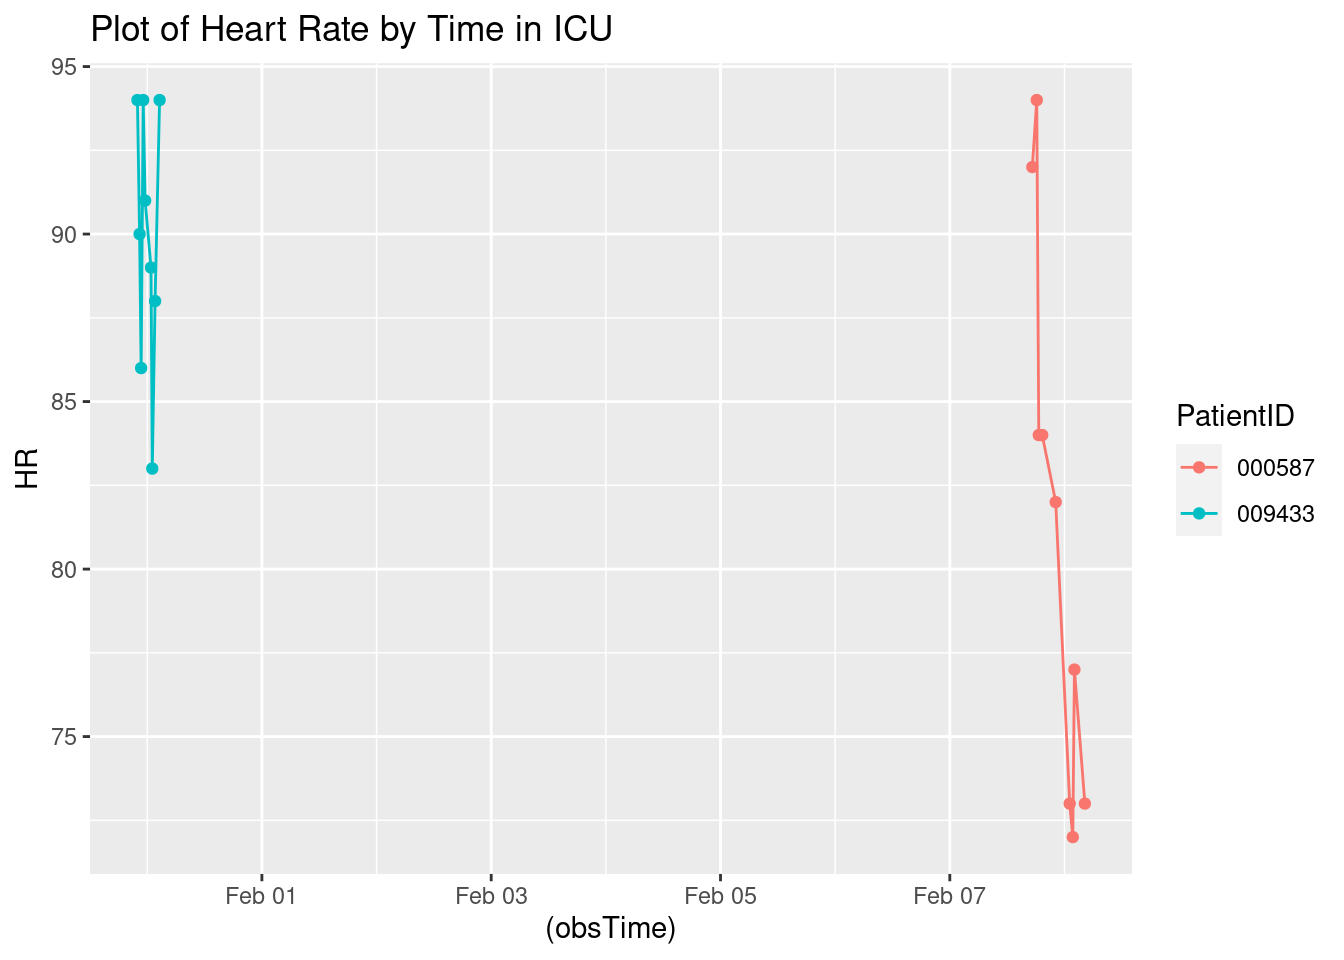 Plot of Heart Rate by Time in ICU
95
90
85
80
75
HR
Feb 01
Feb 03
Feb 05
Feb 07
(obsTime)
PatientID
000587
009433